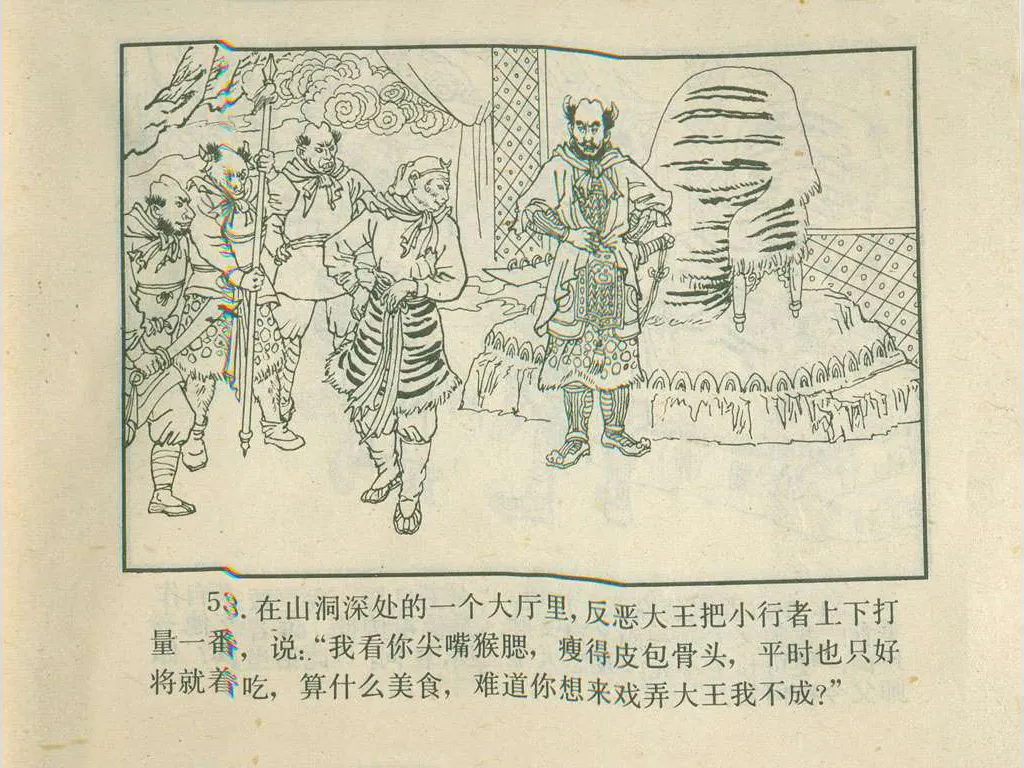 53. 在山洞深处的一个大厅里, 反恶大王把小行者上下打
量一番, 说: “我看你尖嘴猴腮, 瘦得皮包骨头, 平时也只好
将就着吃, 算什么美食, 难道你想来戏弄大王我不成?”